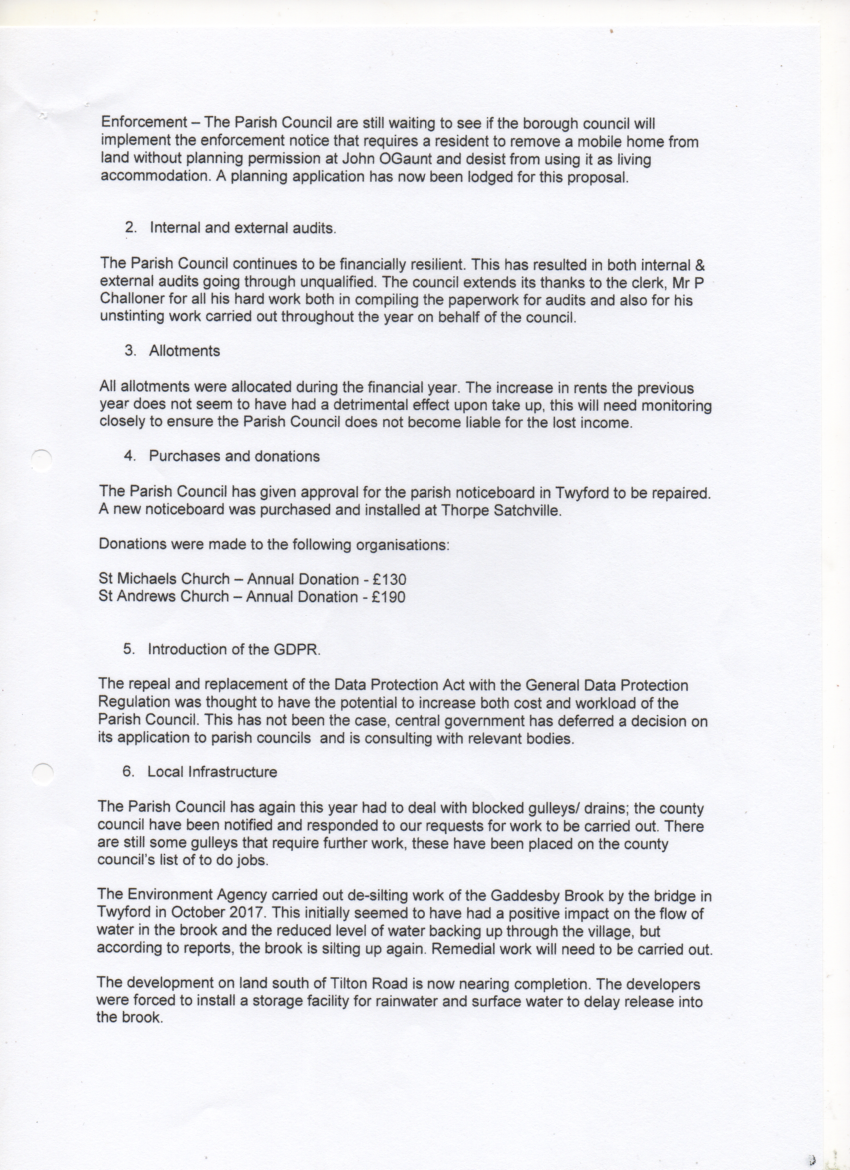 Enforcement – The Parish Council are still waiting to see if the borough council will
implement the enforcement notice that requires a resident to remove a mobile home from
land without planning permission at John OGaunt and desist from using it as living
accommodation. A planning application has now been lodged for this proposal.
2. Internal and external audits.
The Parish Council continues to be financially resilient. This has resulted in both internal &
external audits going through unqualified. The council extends its thanks to the clerk, Mr P
Challoner for all his hard work both in compiling the paperwork for audits and also for his
unstinting work carried out throughout the year on behalf of the council.
3. Allotments
All allotments were allocated during the financial year. The increase in rents the previous
year does not seem to have had a detrimental effect upon take up, this will need monitoring
closely to ensure the Parish Council does not become liable for the lost income.
4. Purchases and donations
The Parish Council has given approval for the parish noticeboard in Twyford to be repaired.
A new noticeboard was purchased and installed at Thorpe Satchville.
Donations were made to the following organisations:
St Michaels Church – Annual Donation - £130
St Andrews Church – Annual Donation - £190
5. Introduction of the GDPR.
The repeal and replacement of the Data Protection Act with the General Data Protection
Regulation was thought to have the potential to increase both cost and workload of the
Parish Council. This has not been the case, central government has deferred a decision on
its application to parish councils and is consulting with relevant bodies.
6. Local Infrastructure
The Parish Council has again this year had to deal with blocked gulleys/ drains; the county
council have been notified and responded to our requests for work to be carried out. There
are still some gulleys that require further work, these have been placed on the county
council's list of to do jobs.
The Environment Agency carried out de-silting work of the Gaddesby Brook by the bridge in
Twyford in October 2017. This initially seemed to have had a positive impact on the flow of
water in the brook and the reduced level of water backing up through the village, but
according to reports, the brook is silting up again. Remedial work will need to be carried out.
The development on land south of Tilton Road is now nearing completion. The developers
were forced to install a storage facility for rainwater and surface water to delay release into
the brook.